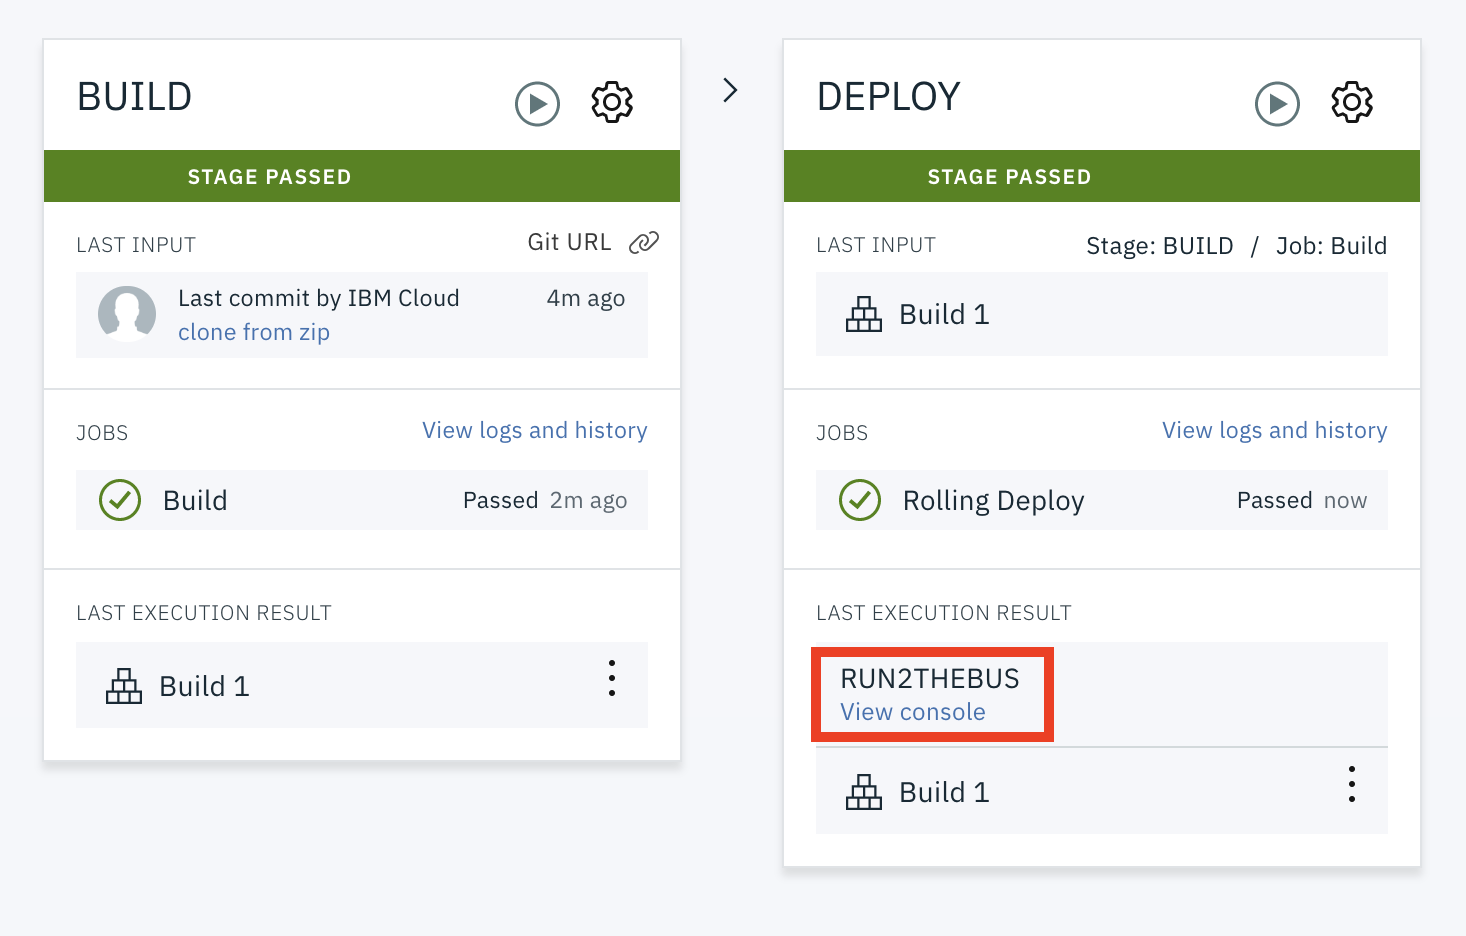 BUILD
STAGE PASSED
LAST INPUT
Git URL
Last commit by IBM Cloud
4m ago
clone from zip
JOBS
View logs and history
Build
Passed 2m ago
LAST EXECUTION RESULT
Build 1
DEPLOY
STAGE PASSED
LAST INPUT
Stage: BUILD / Job: Build
Build 1
JOBS
View logs and history
Rolling Deploy
Passed now
LAST EXECUTION RESULT
RUN2THEBUS
View console
Build 1